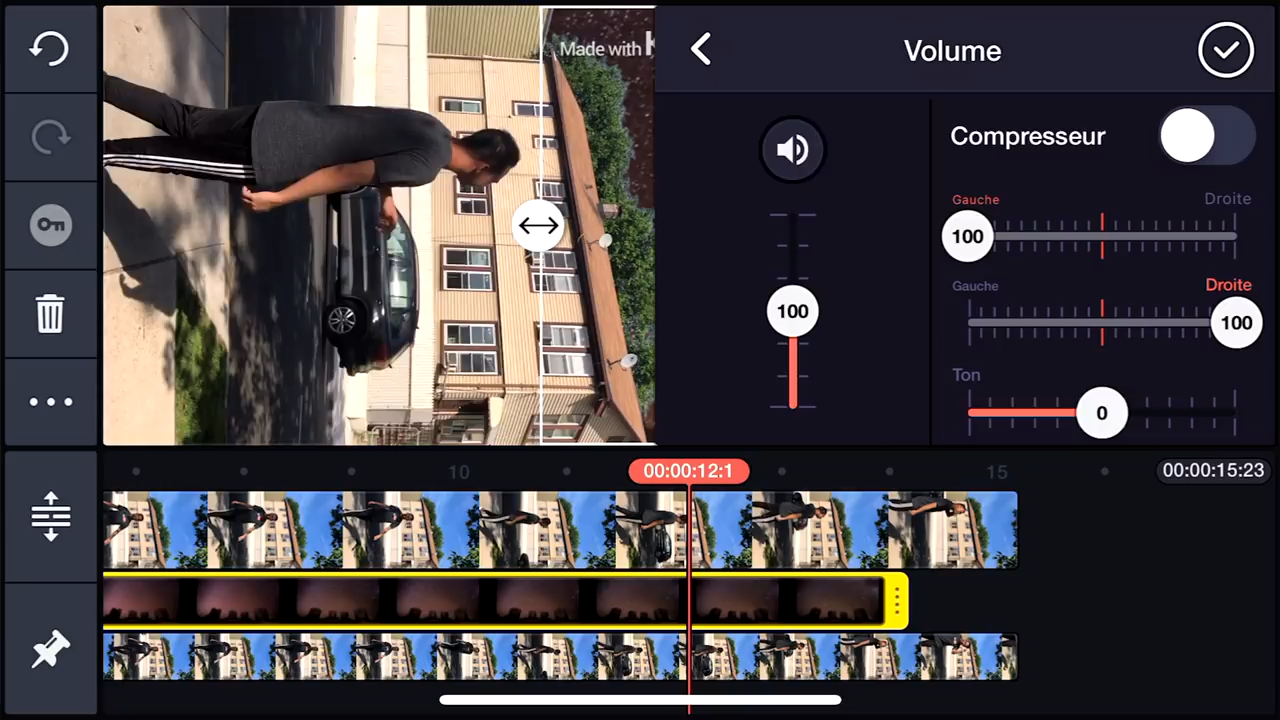 Made with K
Volume
Compresseur
Gauche
Droite
100
Gauche
Droite
100
100
Ton
0
10
00:00:12:1
15
00:00:15:23